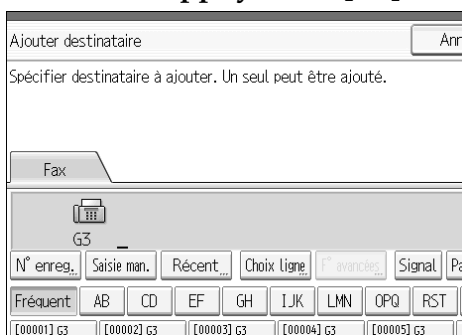 Ajouter destinataire
Spécifier destinataire à ajouter. Un seul peut être ajouté.
Fax
G3 _
N° enreg. Saisie man. Récent Choix ligne F° avancées Signal
Fréquent AB CD EF GH IJK LMN OPQ RST
[00001] G3 [00002] G3 [00003] G3 [00004] G3 [00005] G3